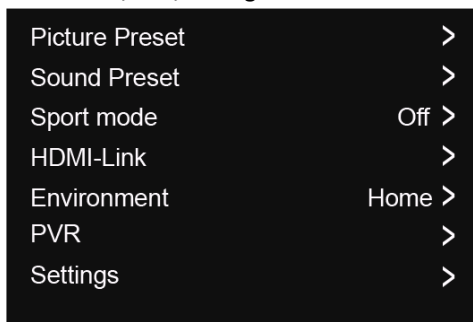 Picture Preset >
Sound Preset >
Sport mode Off >
HDMI-Link >
Environment Home >
PVR >
Settings >